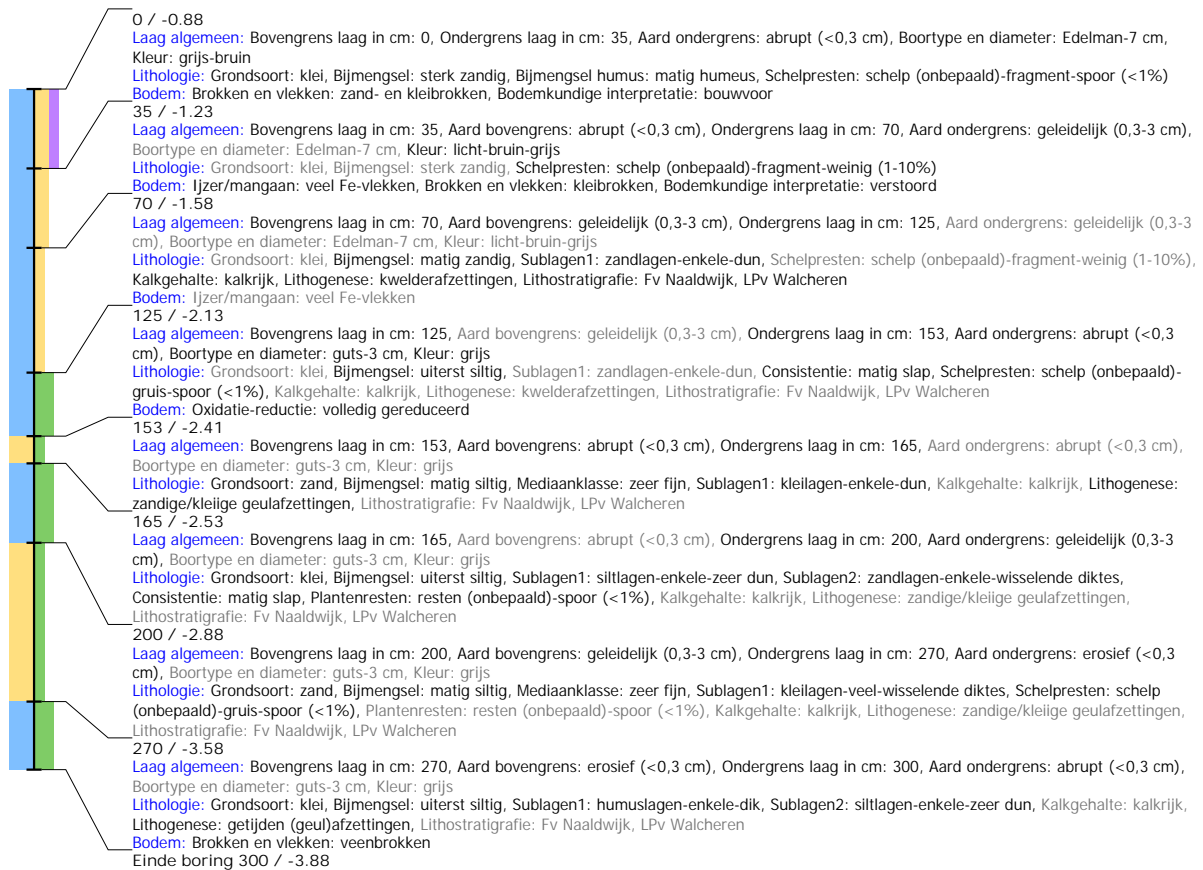 0 / -0.88
Laag algemeen: Bovengrens laag in cm: 0, Ondergrens laag in cm: 35, Aard ondergrens: abrupt (<0,3 cm), Boortype en diameter: Edelman-7 cm,
Kleur: grijs-bruin
Lithologie: Grondsoort: klei, Bijmengsel: sterk zandig, Bijmengsel humus: matig humeus, Schelpresten: schelp (onbepaald)-fragment-spoor (<1%)
Bodem: Brokken en vlekken: zand- en kleibrokken, Bodemkundige interpretatie: bouwvoor
35 / -1.23
Laag algemeen: Bovengrens laag in cm: 35, Aard bovengrens: abrupt (<0,3 cm), Ondergrens laag in cm: 70, Aard ondergrens: geleidelijk (0,3-3 cm),
Boortype en diameter: Edelman-7 cm, Kleur: licht-bruin-grijs
Lithologie: Grondsoort: klei, Bijmengsel: sterk zandig, Schelpresten: schelp (onbepaald)-fragment-weinig (1-10%)
Bodem: Ijzer/mangaan: veel Fe-vlekken, Brokken en vlekken: kleibrokken, Bodemkundige interpretatie: verstoord
70 / -1.58
Laag algemeen: Bovengrens laag in cm: 70, Aard bovengrens: geleidelijk (0,3-3 cm), Ondergrens laag in cm: 125, Aard ondergrens: geleidelijk (0,3-3
cm), Boortype en diameter: Edelman-7 cm, Kleur: licht-bruin-grijs
Lithologie: Grondsoort: klei, Bijmengsel: matig zandig, Sublagen1: zandlagen-enkele-dun, Schelpresten: schelp (onbepaald)-fragment-weinig (1-10%),
Kalkgehalte: kalkrijk, Lithogenese: kwelderafzettingen, Lithostratigrafie: Fv Naaldwijk, LPv Walcheren
Bodem: Ijzer/mangaan: veel Fe-vlekken
125 / -2.13
Laag algemeen: Bovengrens laag in cm: 125, Aard bovengrens: geleidelijk (0,3-3 cm), Ondergrens laag in cm: 153, Aard ondergrens: abrupt (<0,3
cm), Boortype en diameter: guts-3 cm, Kleur: grijs
Lithologie: Grondsoort: klei, Bijmengsel: uiterst siltig, Sublagen1: zandlagen-enkele-dun, Consistentie: matig slap, Schelpresten: schelp (onbepaald)-
gruis-spoor (<1%), Kalkgehalte: kalkrijk, Lithogenese: kwelderafzettingen, Lithostratigrafie: Fv Naaldwijk, LPv Walcheren
Bodem: Oxidatie-reductie: volledig gereduceerd
153 / -2.41
Laag algemeen: Bovengrens laag in cm: 153, Aard bovengrens: abrupt (<0,3 cm), Ondergrens laag in cm: 165, Aard ondergrens: abrupt (<0,3 cm),
Boortype en diameter: guts-3 cm, Kleur: grijs
Lithologie: Grondsoort: zand, Bijmengsel: matig siltig, Mediaanklasse: zeer fijn, Sublagen1: kleilagen-enkele-dun, Kalkgehalte: kalkrijk, Lithogenese:
zandige/kleiige geulafzettingen, Lithostratigrafie: Fv Naaldwijk, LPv Walcheren
165 / -2.53
Laag algemeen: Bovengrens laag in cm: 165, Aard bovengrens: abrupt (<0,3 cm), Ondergrens laag in cm: 200, Aard ondergrens: geleidelijk (0,3-3
cm), Boortype en diameter: guts-3 cm, Kleur: grijs
Lithologie: Grondsoort: klei, Bijmengsel: uiterst siltig, Sublagen1: siltlagen-enkele-zeer dun, Sublagen2: zandlagen-enkele-wisselende diktes,
Consistentie: matig slap, Plantenresten: resten (onbepaald)-spoor (<1%), Kalkgehalte: kalkrijk, Lithogenese: zandige/kleiige geulafzettingen,
Lithostratigrafie: Fv Naaldwijk, LPv Walcheren
200 / -2.88
Laag algemeen: Bovengrens laag in cm: 200, Aard bovengrens: geleidelijk (0,3-3 cm), Ondergrens laag in cm: 270, Aard ondergrens: erosief (<0,3
cm), Boortype en diameter: guts-3 cm, Kleur: grijs
Lithologie: Grondsoort: zand, Bijmengsel: matig siltig, Mediaanklasse: zeer fijn, Sublagen1: kleilagen-veel-wisselende diktes, Schelpresten: schelp
(onbepaald)-gruis-spoor (<1%), Plantenresten: resten (onbepaald)-spoor (<1%), Kalkgehalte: kalkrijk, Lithogenese: zandige/kleiige geulafzettingen,
Lithostratigrafie: Fv Naaldwijk, LPv Walcheren
270 / -3.58
Laag algemeen: Bovengrens laag in cm: 270, Aard bovengrens: erosief (<0,3 cm), Ondergrens laag in cm: 300, Aard ondergrens: abrupt (<0,3 cm),
Boortype en diameter: guts-3 cm, Kleur: grijs
Lithologie: Grondsoort: klei, Bijmengsel: uiterst siltig, Sublagen1: humuslagen-enkele-dik, Sublagen2: siltlagen-enkele-zeer dun, Kalkgehalte: kalkrijk,
Lithogenese: getijden (geul)afzettingen, Lithostratigrafie: Fv Naaldwijk, LPv Walcheren
Bodem: Brokken en vlekken: veenbrokken
Einde boring 300 / -3.88